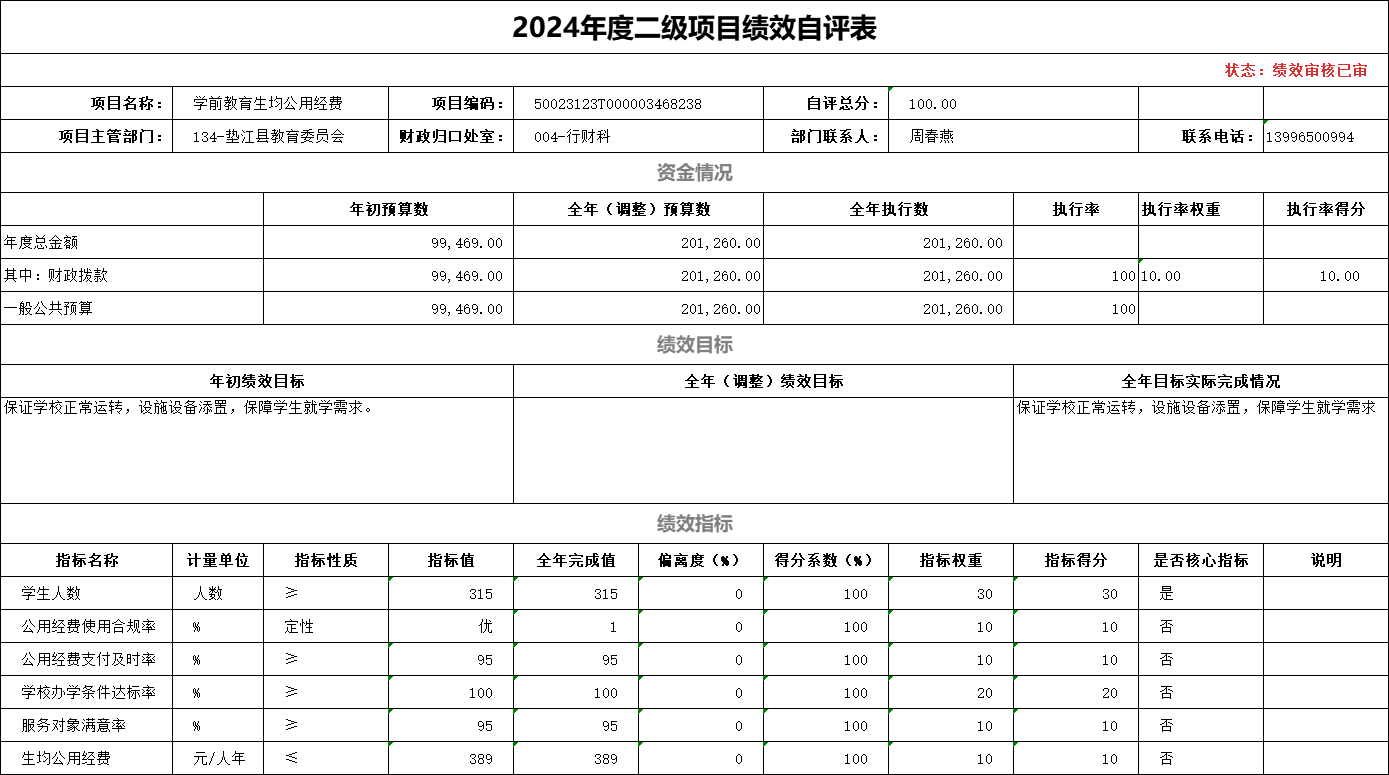 2024年度二级项目绩效自评表
状态：绩效审核已审
项目名称： 学前教育生均公用经费 项目编码： 50023123T000003468238 自评总分： 100.00
项目主管部门： 134-垫江县教育委员会 财政归口处室： 004-行财科 部门联系人： 周春燕 联系电话： 13996500994
资金情况
年初预算数 全年（调整）预算数 全年执行数 执行率 执行率权重 执行率得分
年度总金额 99,469.00 201,260.00 201,260.00
其中：财政拨款 99,469.00 201,260.00 201,260.00 100 10.00 10.00
一般公共预算 99,469.00 201,260.00 201,260.00 100
绩效目标
年初绩效目标 全年（调整）绩效目标 全年目标实际完成情况
保证学校正常运转，设施设备添置，保障学生就学需求。 保证学校正常运转，设施设备添置，保障学生就学需求
绩效指标
指标名称 计量单位 指标性质 指标值 全年完成值 偏离度（%） 得分系数（%） 指标权重 指标得分 是否核心指标 说明
学生人数 人数 ≥ 315 315 0 100 30 30 是
公用经费使用合规率 % 定性 优 1 0 100 10 10 否
公用经费支付及时率 % ≥ 95 95 0 100 10 10 否
学校办学条件达标率 % ≥ 100 100 0 100 20 20 否
服务对象满意率 % ≥ 95 95 0 100 10 10 否
生均公用经费 元/人年 ≤ 389 389 0 100 10 10 否